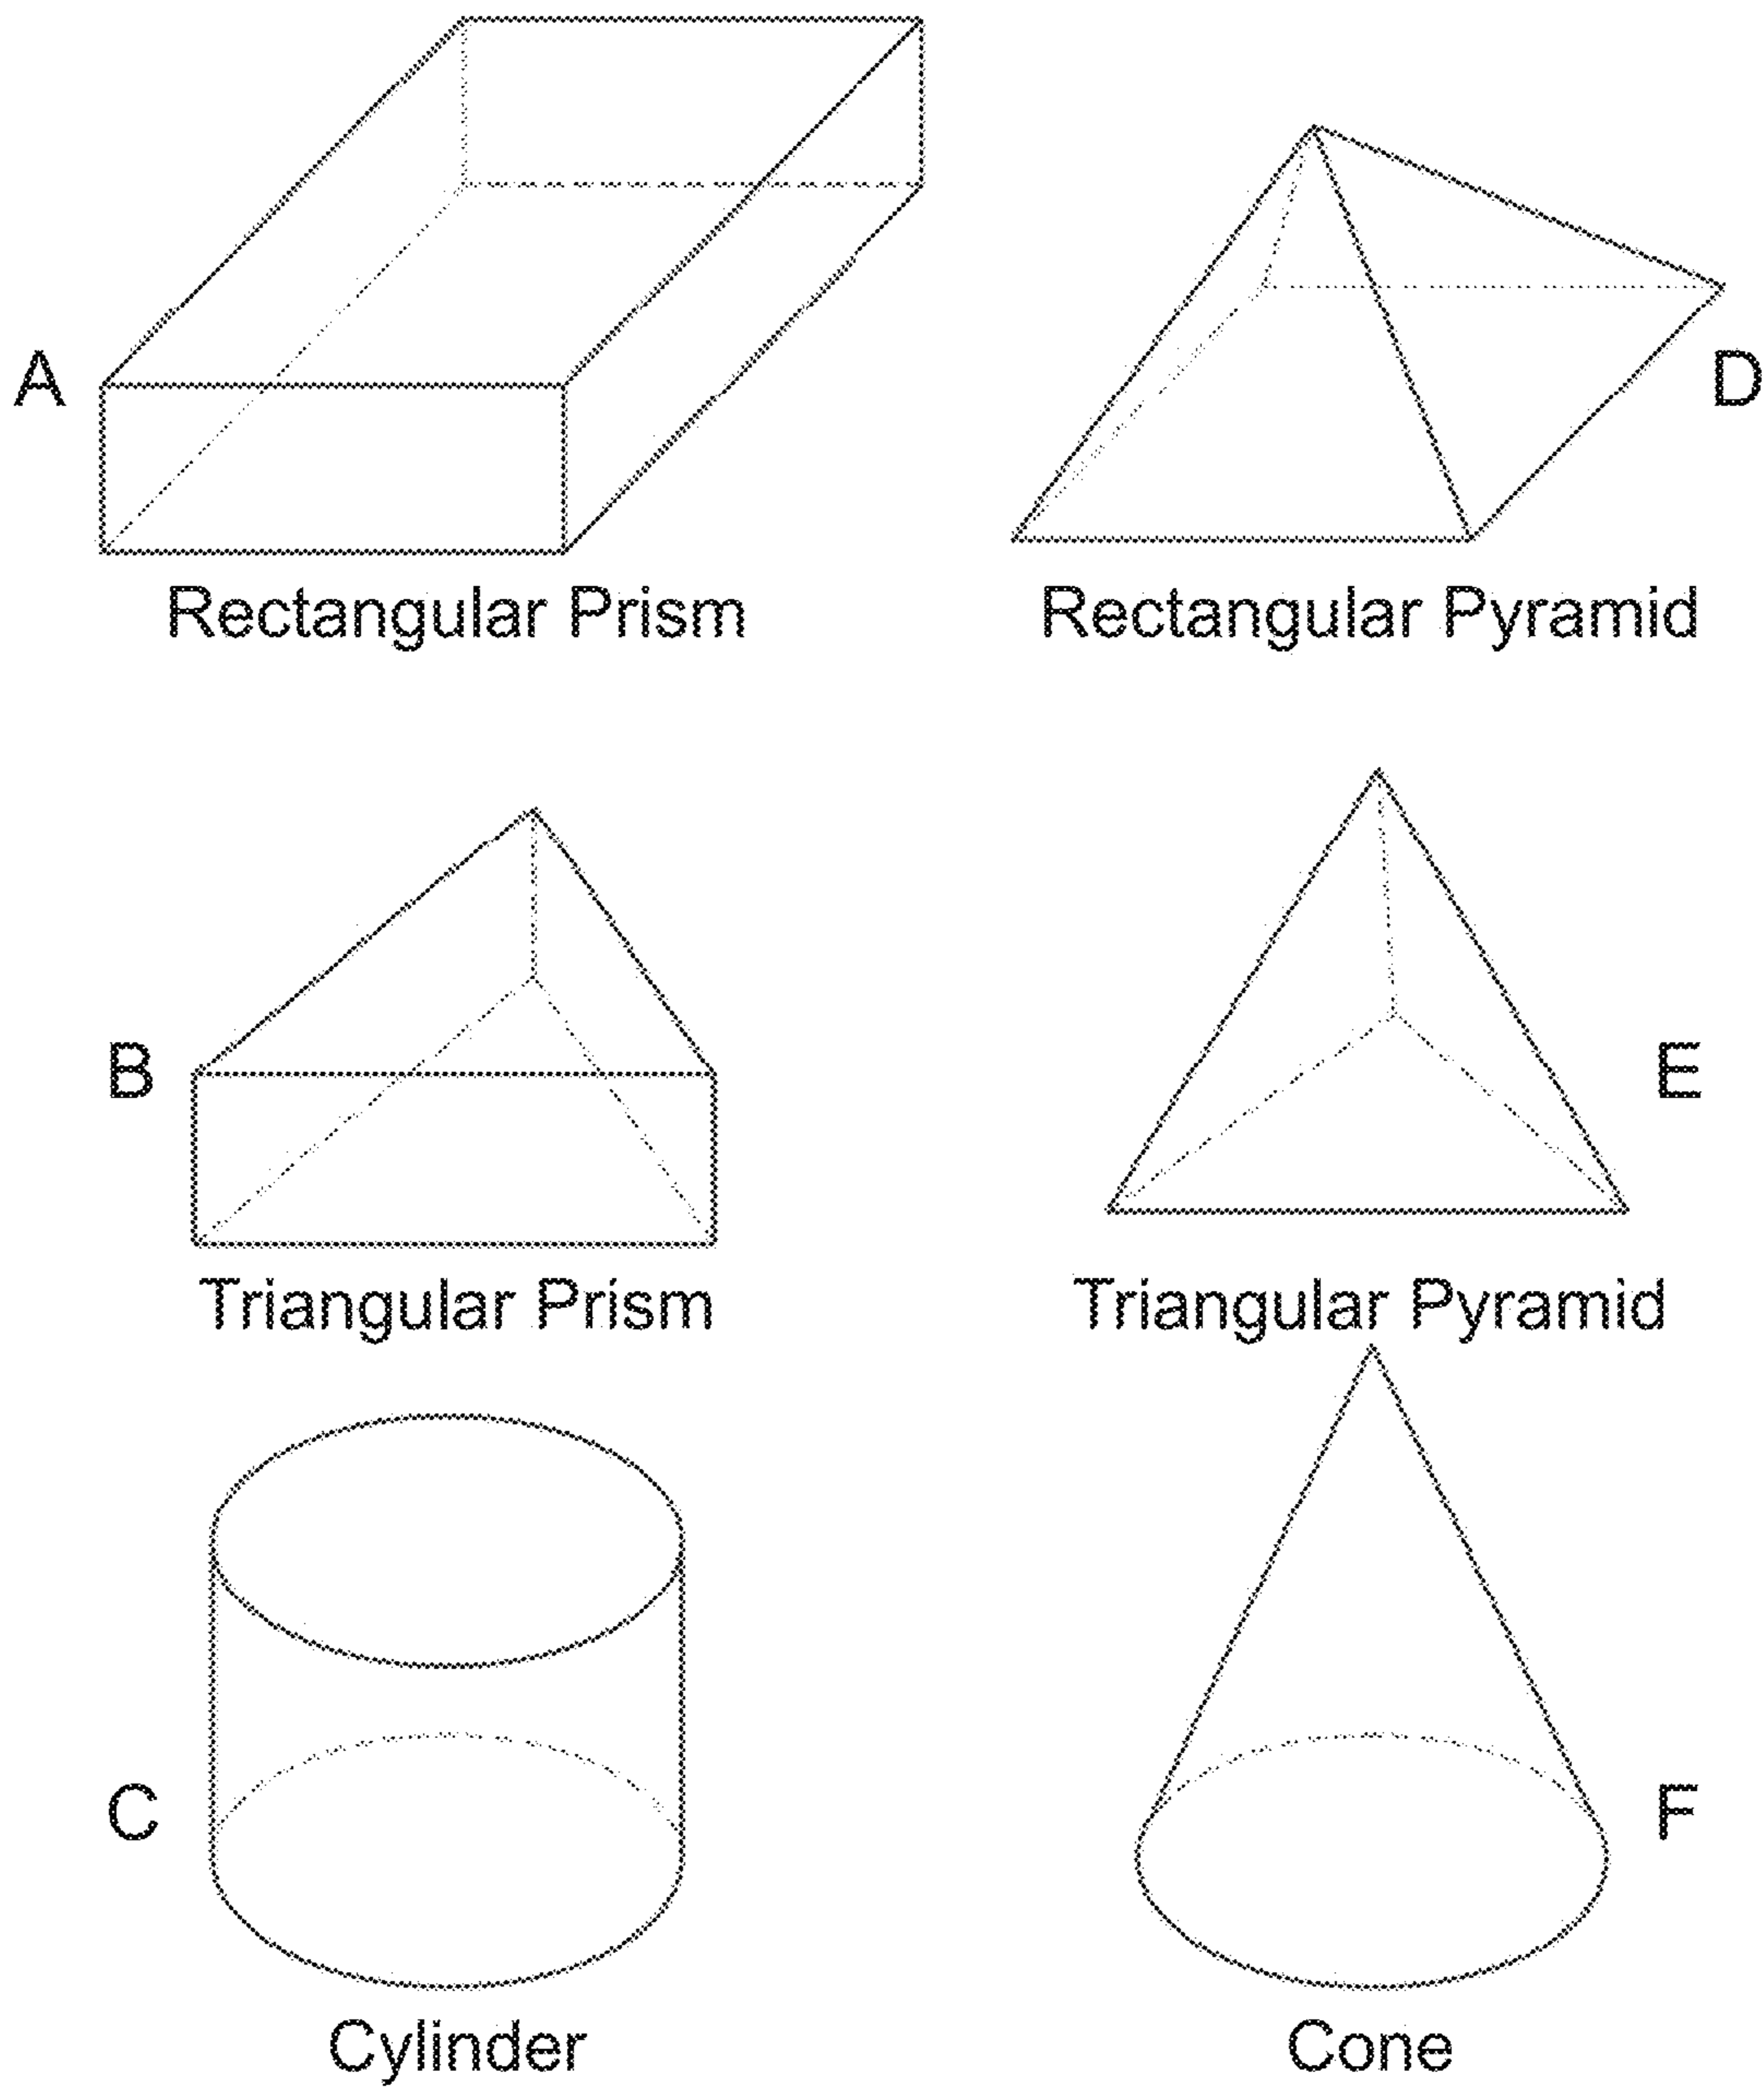 A
D
Rectangular Prism
Rectangular Pyramid
B
E
Triangular Prism
Triangular Pyramid
C
F
Cylinder
Cone